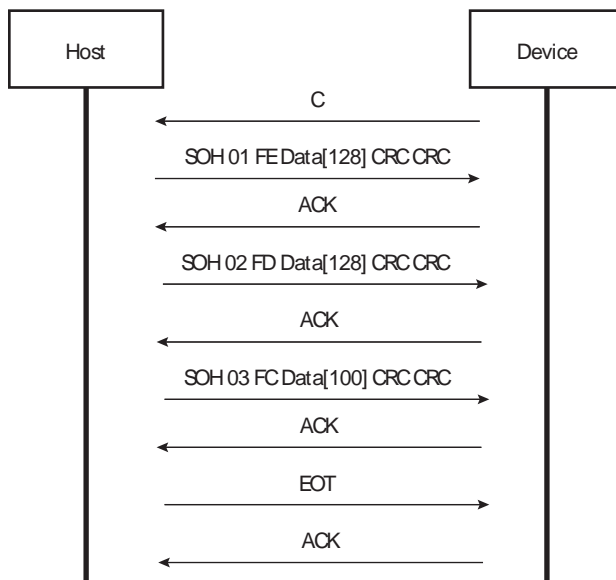 Host
Device
C
SOH 01 FE Data[128] CRC CRC
ACK
SOH 02 FD Data[128] CRC CRC
ACK
SOH 03 FC Data[100] CRC CRC
ACK
EOT
ACK